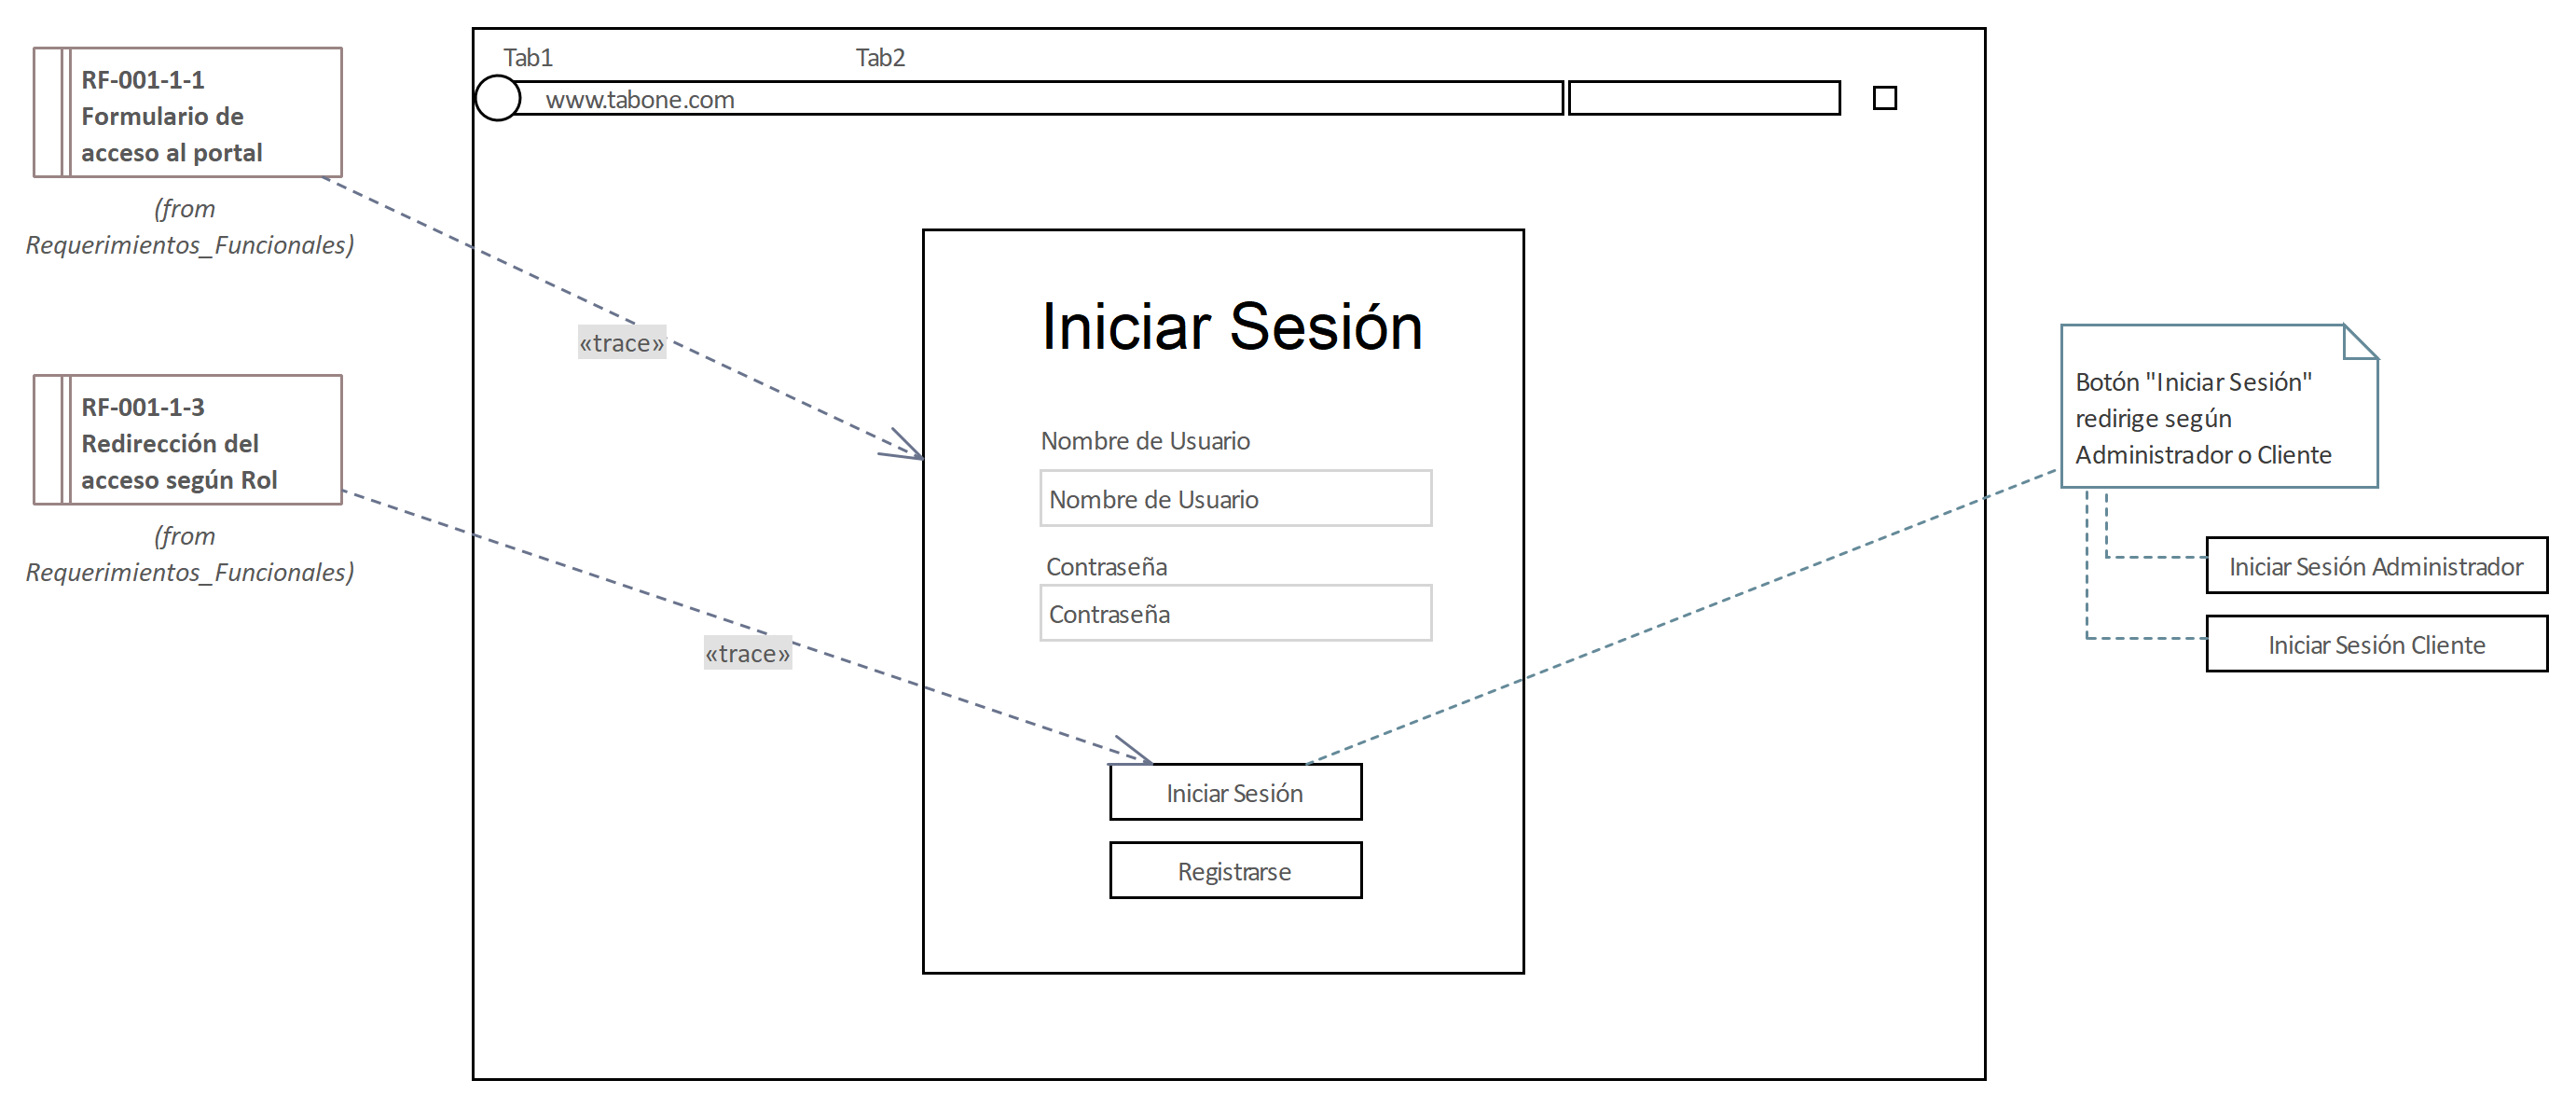 RF-001-1-1
Formulario de
acceso al portal
(from
Requerimientos_Funcionales)
RF-001-1-3
Redirección del
acceso según Rol
(from
Requerimientos_Funcionales)
«trace»
«trace»
Tab1
Tab2
www.tabone.com
Iniciar Sesión
Nombre de Usuario
Nombre de Usuario
Contraseña
Contraseña
Iniciar Sesión
Registrarse
Botón "Iniciar Sesión"
redirige según
Administrador o Cliente
Iniciar Sesión Administrador
Iniciar Sesión Cliente